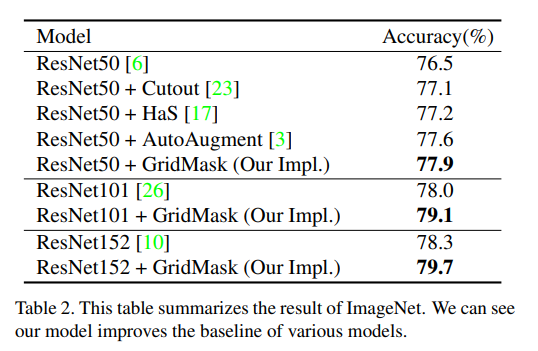 Model Accuracy(%)
ResNet50 [6] 76.5
ResNet50 + Cutout [23] 77.1
ResNet50 + HaS [17] 77.2
ResNet50 + AutoAugment [3] 77.6
ResNet50 + GridMask (Our Impl.) 77.9
ResNet101 [26] 78.0
ResNet101 + GridMask (Our Impl.) 79.1
ResNet152 [10] 78.3
ResNet152 + GridMask (Our Impl.) 79.7
Table 2. This table summarizes the result of ImageNet. We can see
our model improves the baseline of various models.